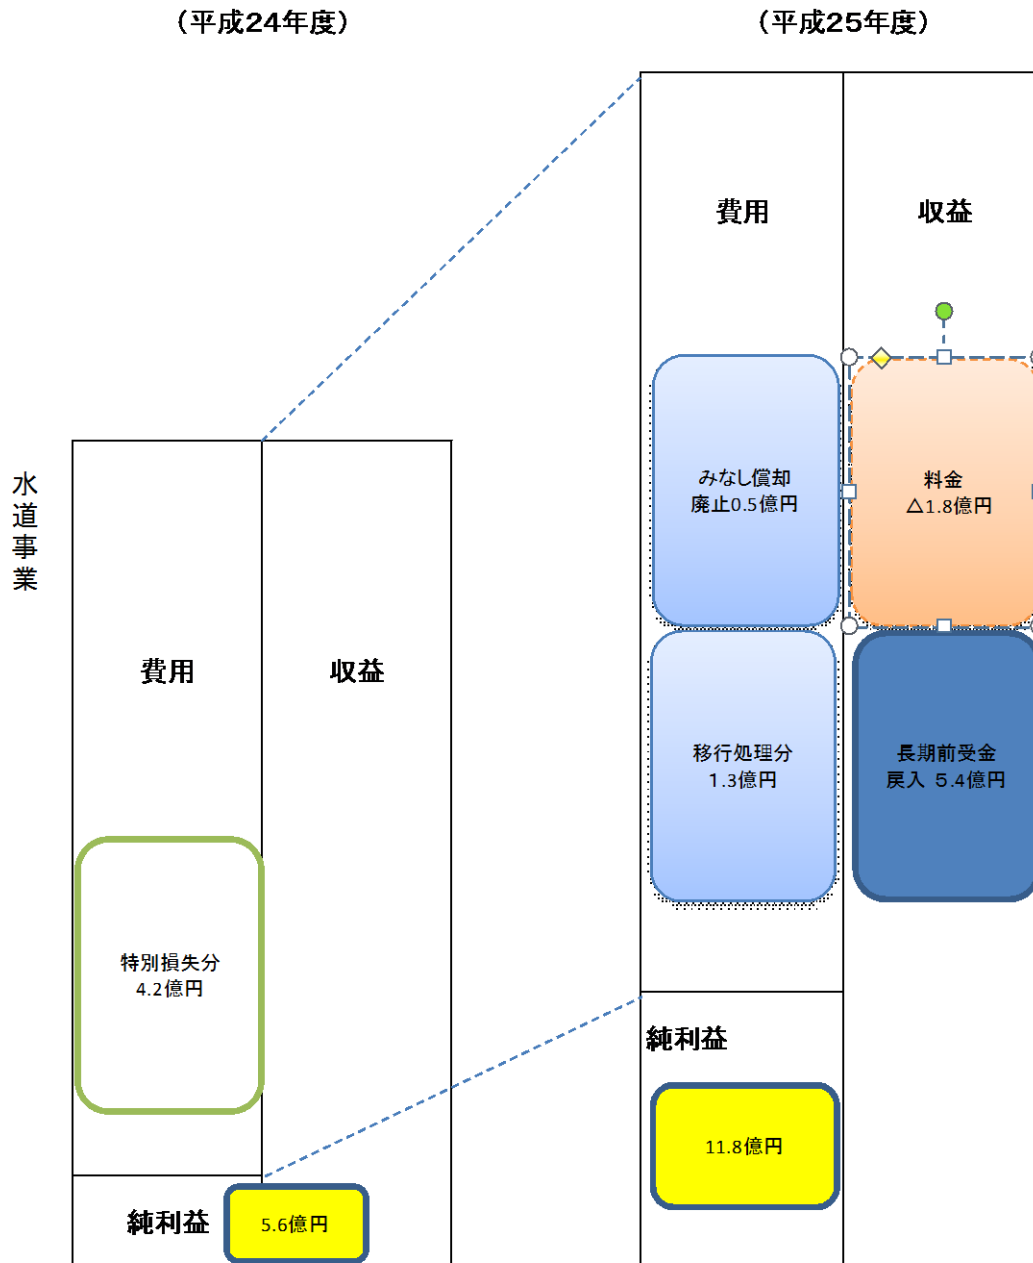 (平成24年度)
(平成25年度)
水道事業
費用
収益
特別損失分
4.2億円
純利益
5.6億円
費用
収益
みなし償却
廃止0.5億円
料金
△1.8億円
移行処理分
1.3億円
長期前受金
戻入 5.4億円
純利益
11.8億円